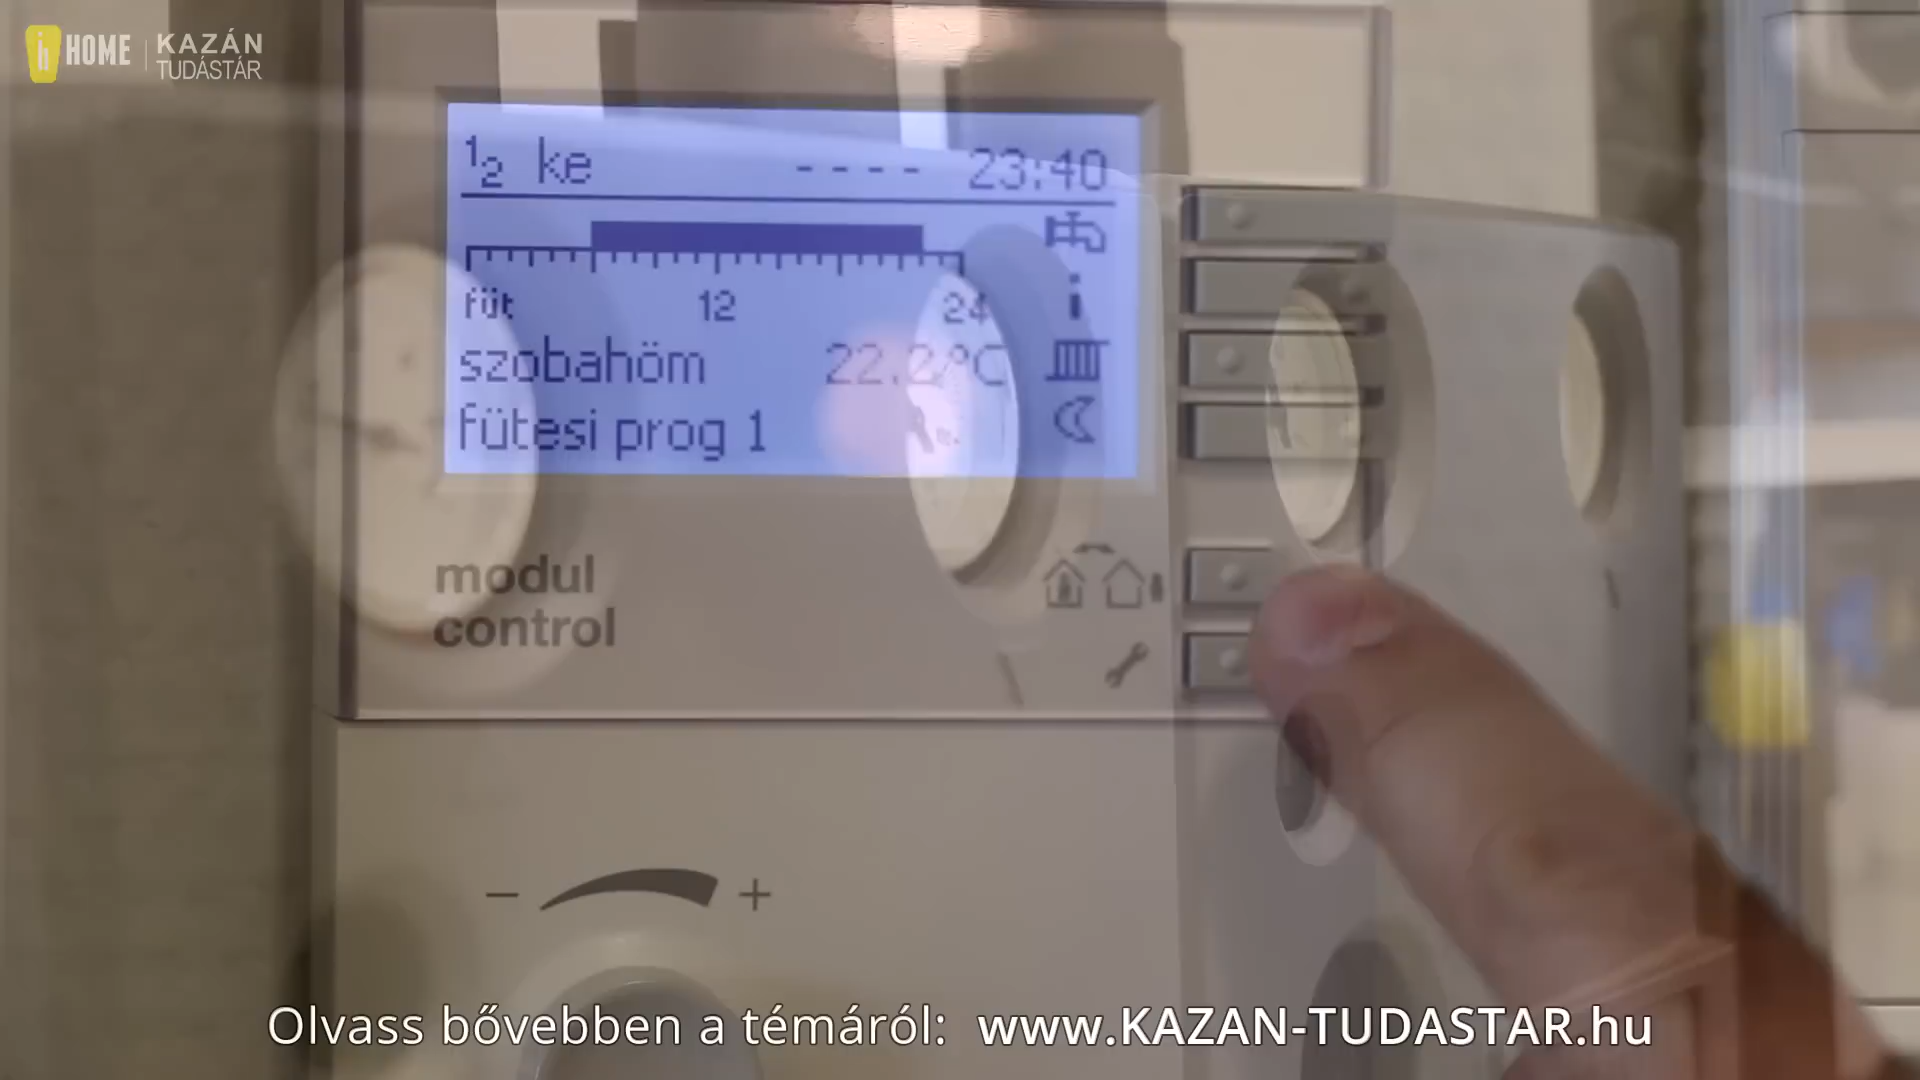 HOME
KAZÁN
TUDÁSTÁR
1 2 ke ---- 23:40
füt 12 24
szobahöm 22.2/°C
fütesi prog 1
modul
control
- +
Olvass bővebben a témáról: www.KAZAN-TUDASTAR.hu